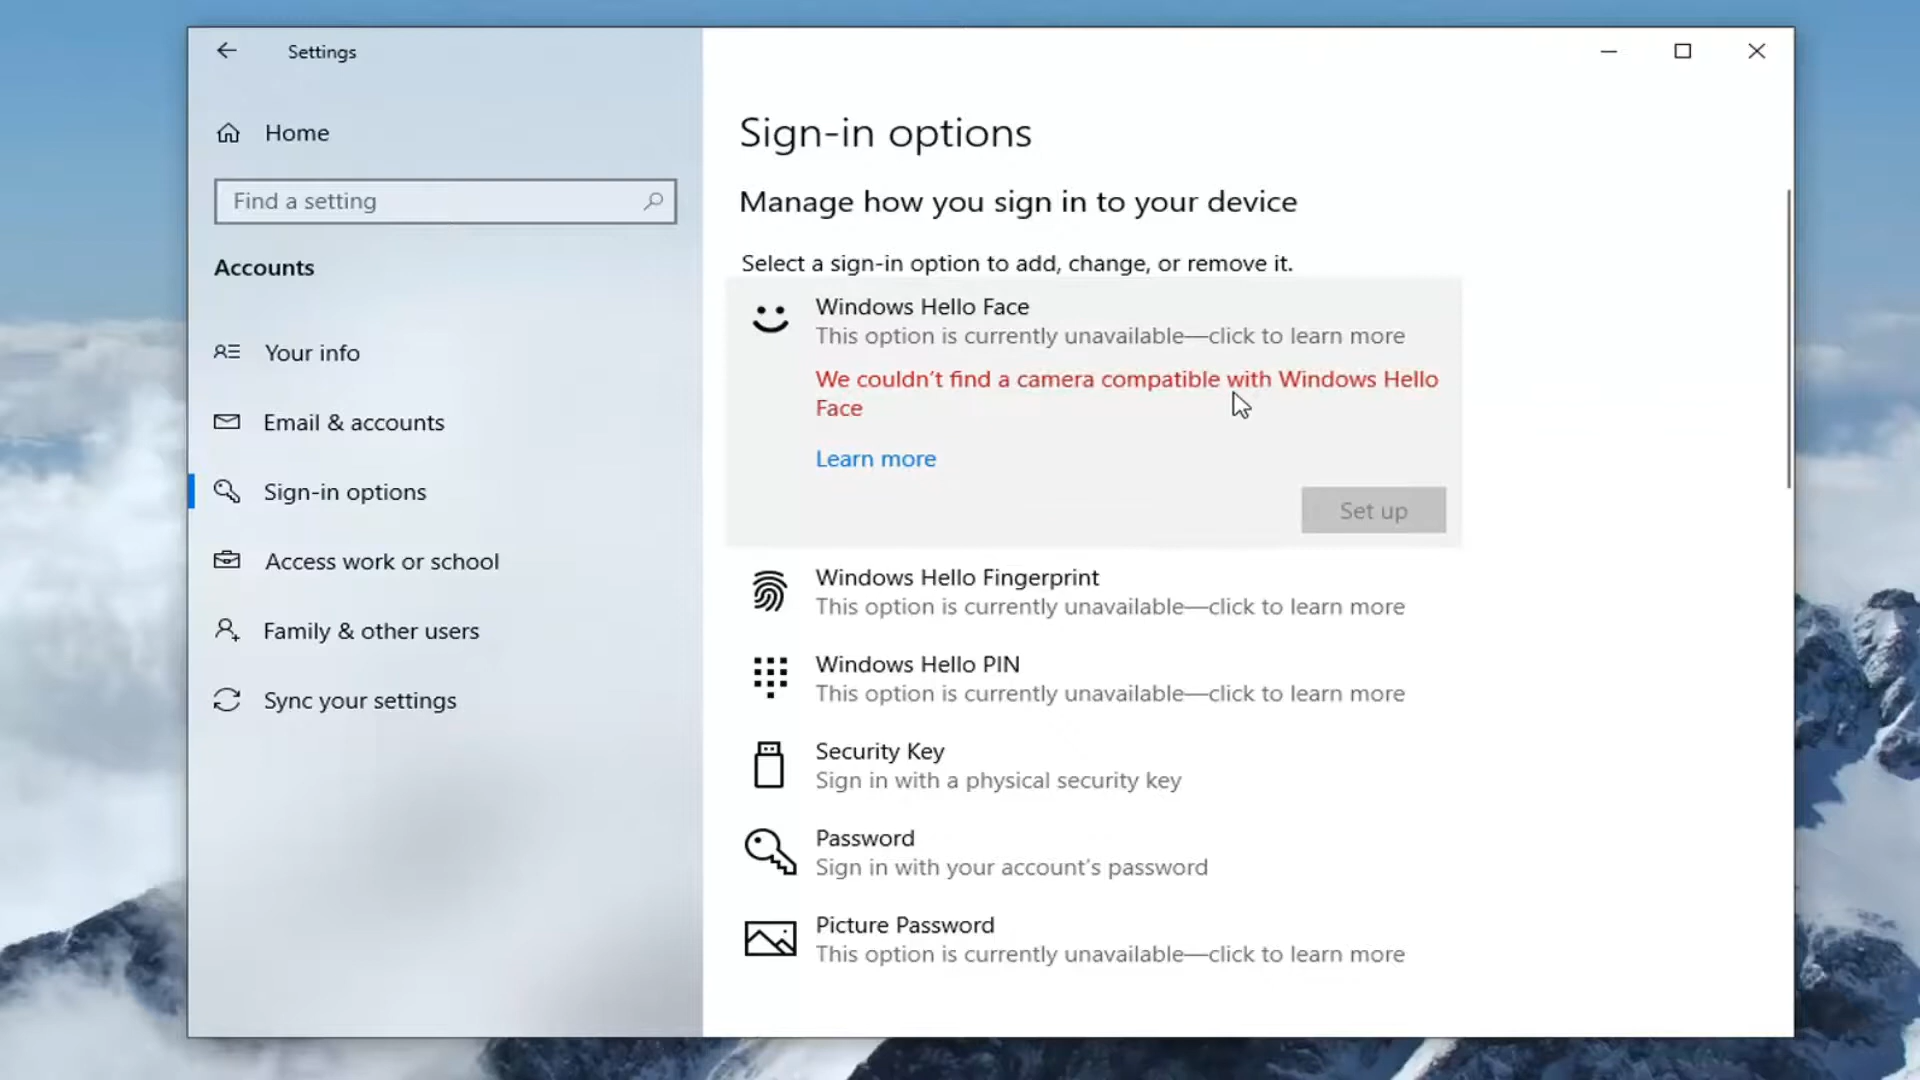 Settings
Home
Find a setting
Accounts
Your info
Email & accounts
Sign-in options
Access work or school
Family & other users
Sync your settings
Sign-in options
Manage how you sign in to your device
Select a sign-in option to add, change, or remove it.
Windows Hello Face
This option is currently unavailable—click to learn more
We couldn't find a camera compatible with Windows Hello
Face
Learn more
Set up
Windows Hello Fingerprint
This option is currently unavailable—click to learn more
Windows Hello PIN
This option is currently unavailable—click to learn more
Security Key
Sign in with a physical security key
Password
Sign in with your account's password
Picture Password
This option is currently unavailable—click to learn more